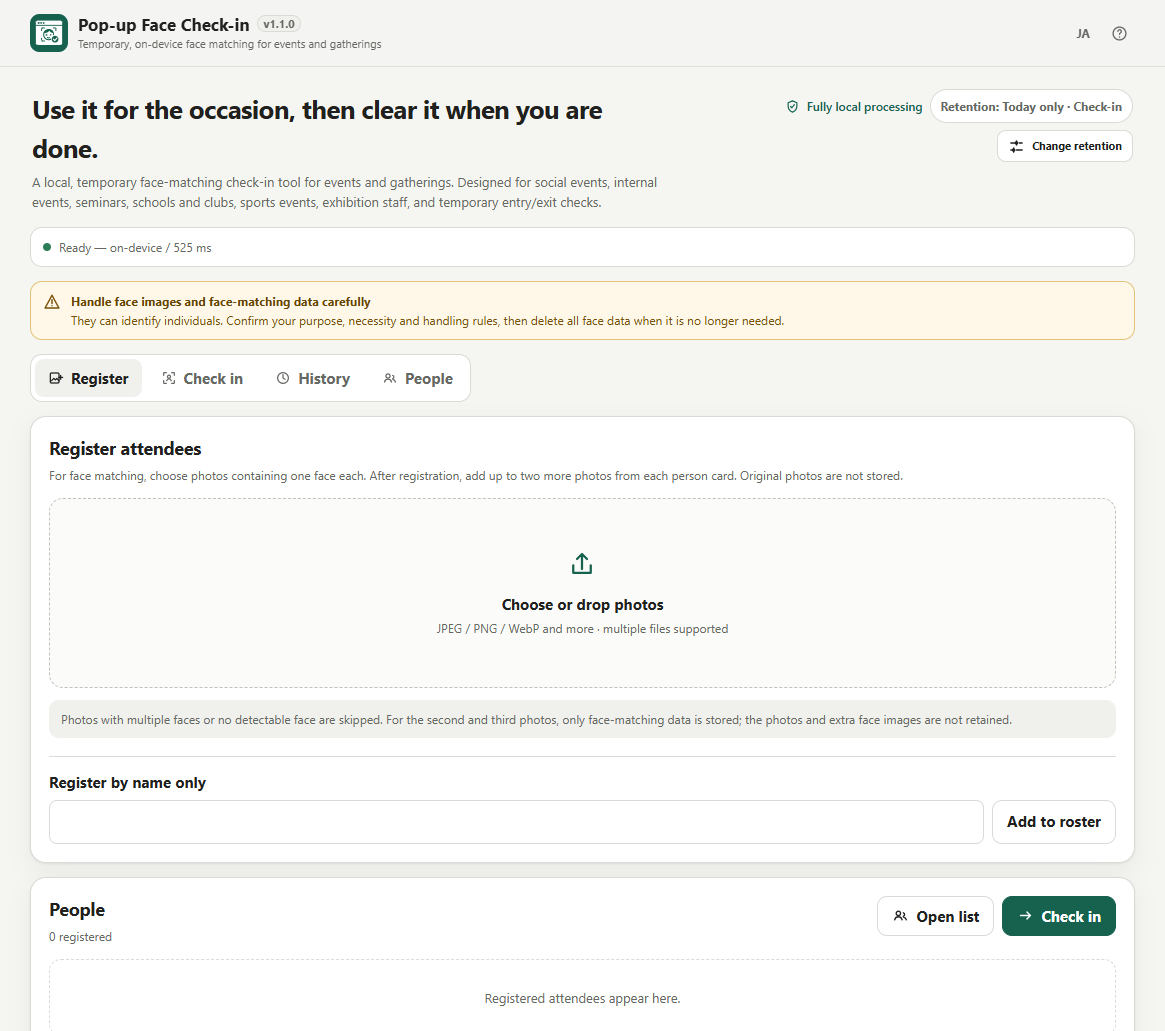 Pop-up Face Check-in v1.1.0
Temporary, on-device face matching for events and gatherings
JA
Use it for the occasion, then clear it when you are
done.
Fully local processing
Retention: Today only · Check-in
Change retention
A local, temporary face-matching check-in tool for events and gatherings. Designed for social events, internal
events, seminars, schools and clubs, sports events, exhibition staff, and temporary entry/exit checks.
Ready — on-device / 525 ms
Handle face images and face-matching data carefully
They can identify individuals. Confirm your purpose, necessity and handling rules, then delete all face data when it is no longer needed.
Register Check in History People
Register attendees
For face matching, choose photos containing one face each. After registration, add up to two more photos from each person card. Original photos are not stored.
Choose or drop photos
JPEG / PNG / WebP and more · multiple files supported
Photos with multiple faces or no detectable face are skipped. For the second and third photos, only face-matching data is stored; the photos and extra face images are not retained.
Register by name only
Add to roster
People
0 registered
Open list
Check in
Registered attendees appear here.